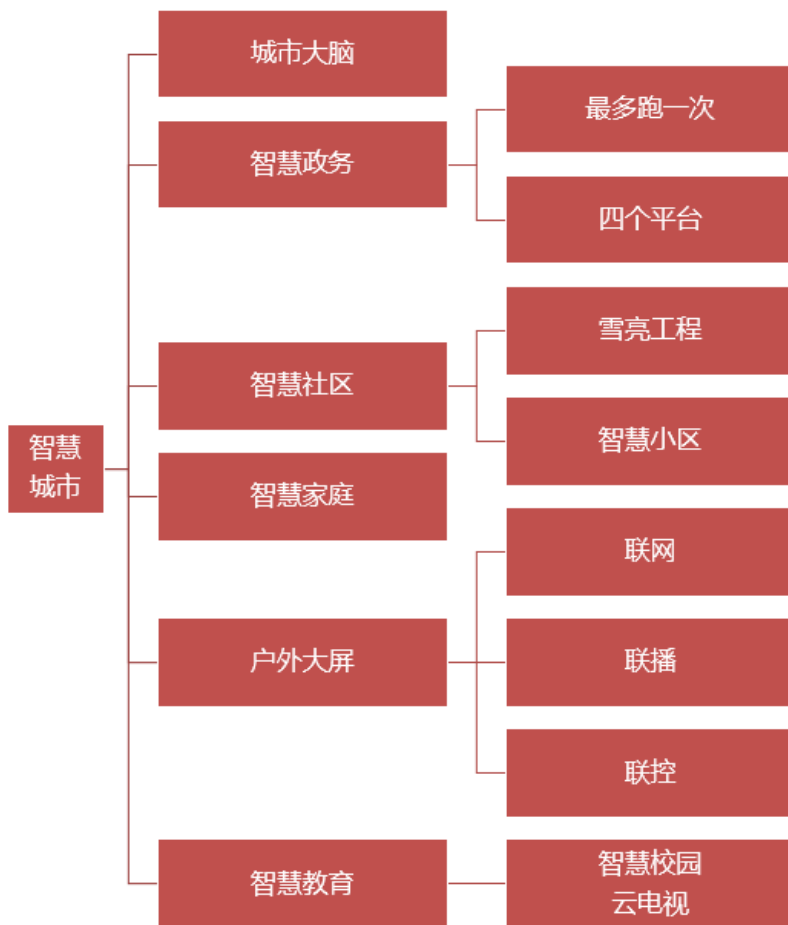 城市大脑
最多跑一次
智慧政务
四个平台
雪亮工程
智慧社区
智慧小区
智慧
城市
智慧家庭
联网
户外大屏
联播
联控
智慧教育
智慧校园
云电视